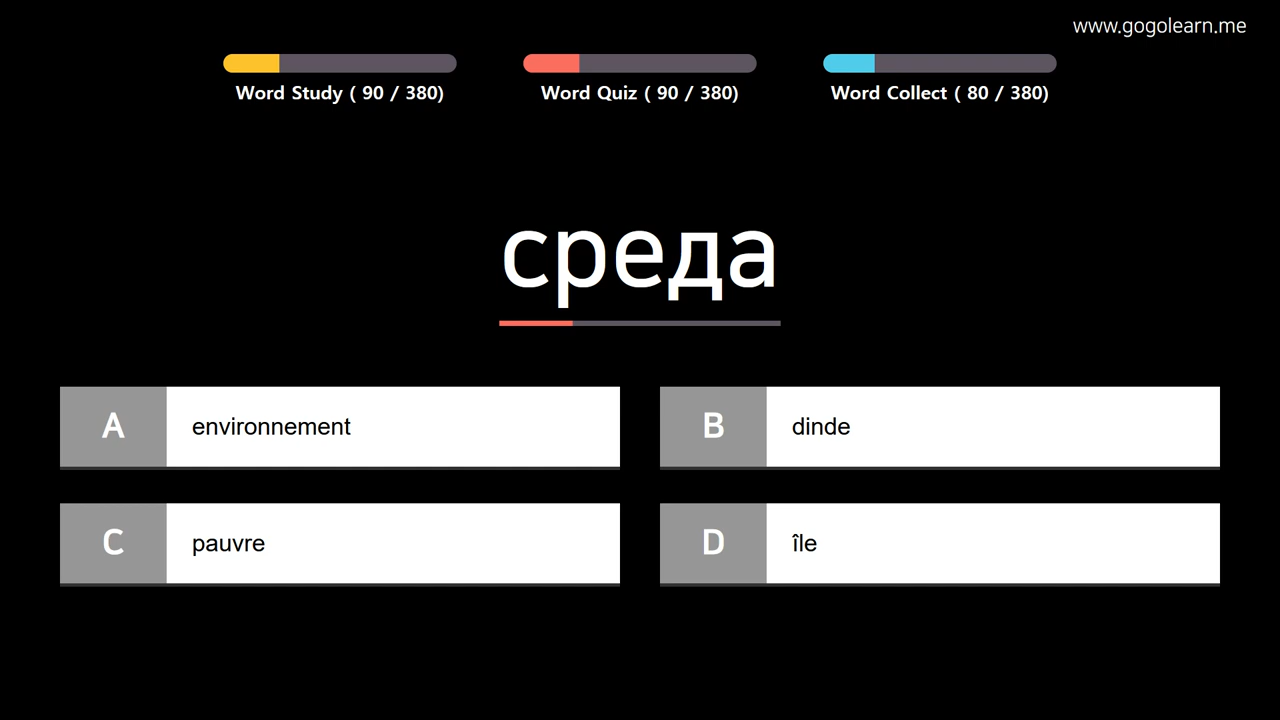 www.gogolearn.me
Word Study ( 90 / 380)
Word Quiz ( 90 / 380)
Word Collect ( 80 / 380)
среда
A environnement
B dinde
C pauvre
D île